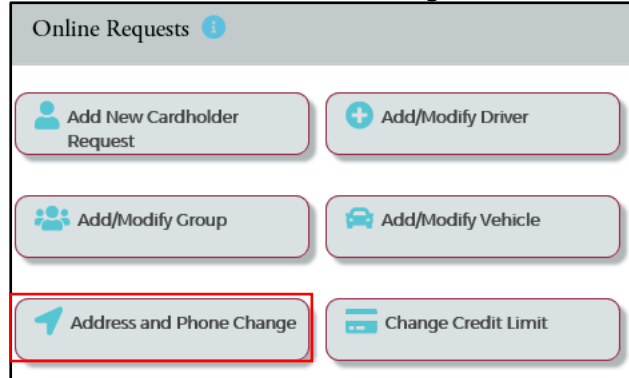 Online Requests
Add New Cardholder
Request
Add/Modify Driver
Add/Modify Group
Add/Modify Vehicle
Address and Phone Change
Change Credit Limit